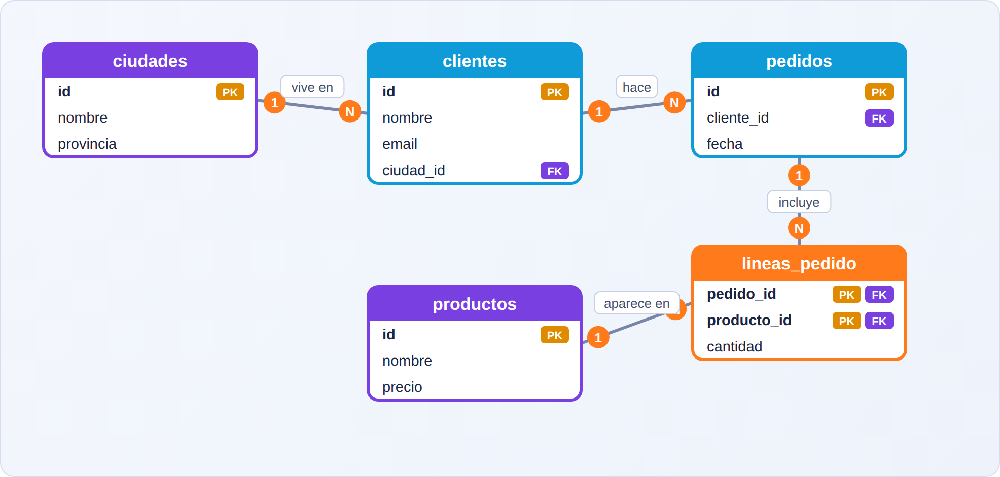 ciudades
id PK
nombre
provincia
vive en
1
N
clientes
id PK
nombre
email
ciudad_id FK
hace
1
N
pedidos
id PK
cliente_id FK
fecha
1
incluye
N
lineas_pedido
pedido_id PK FK
producto_id PK FK
cantidad
aparece en
1
productos
id PK
nombre
precio